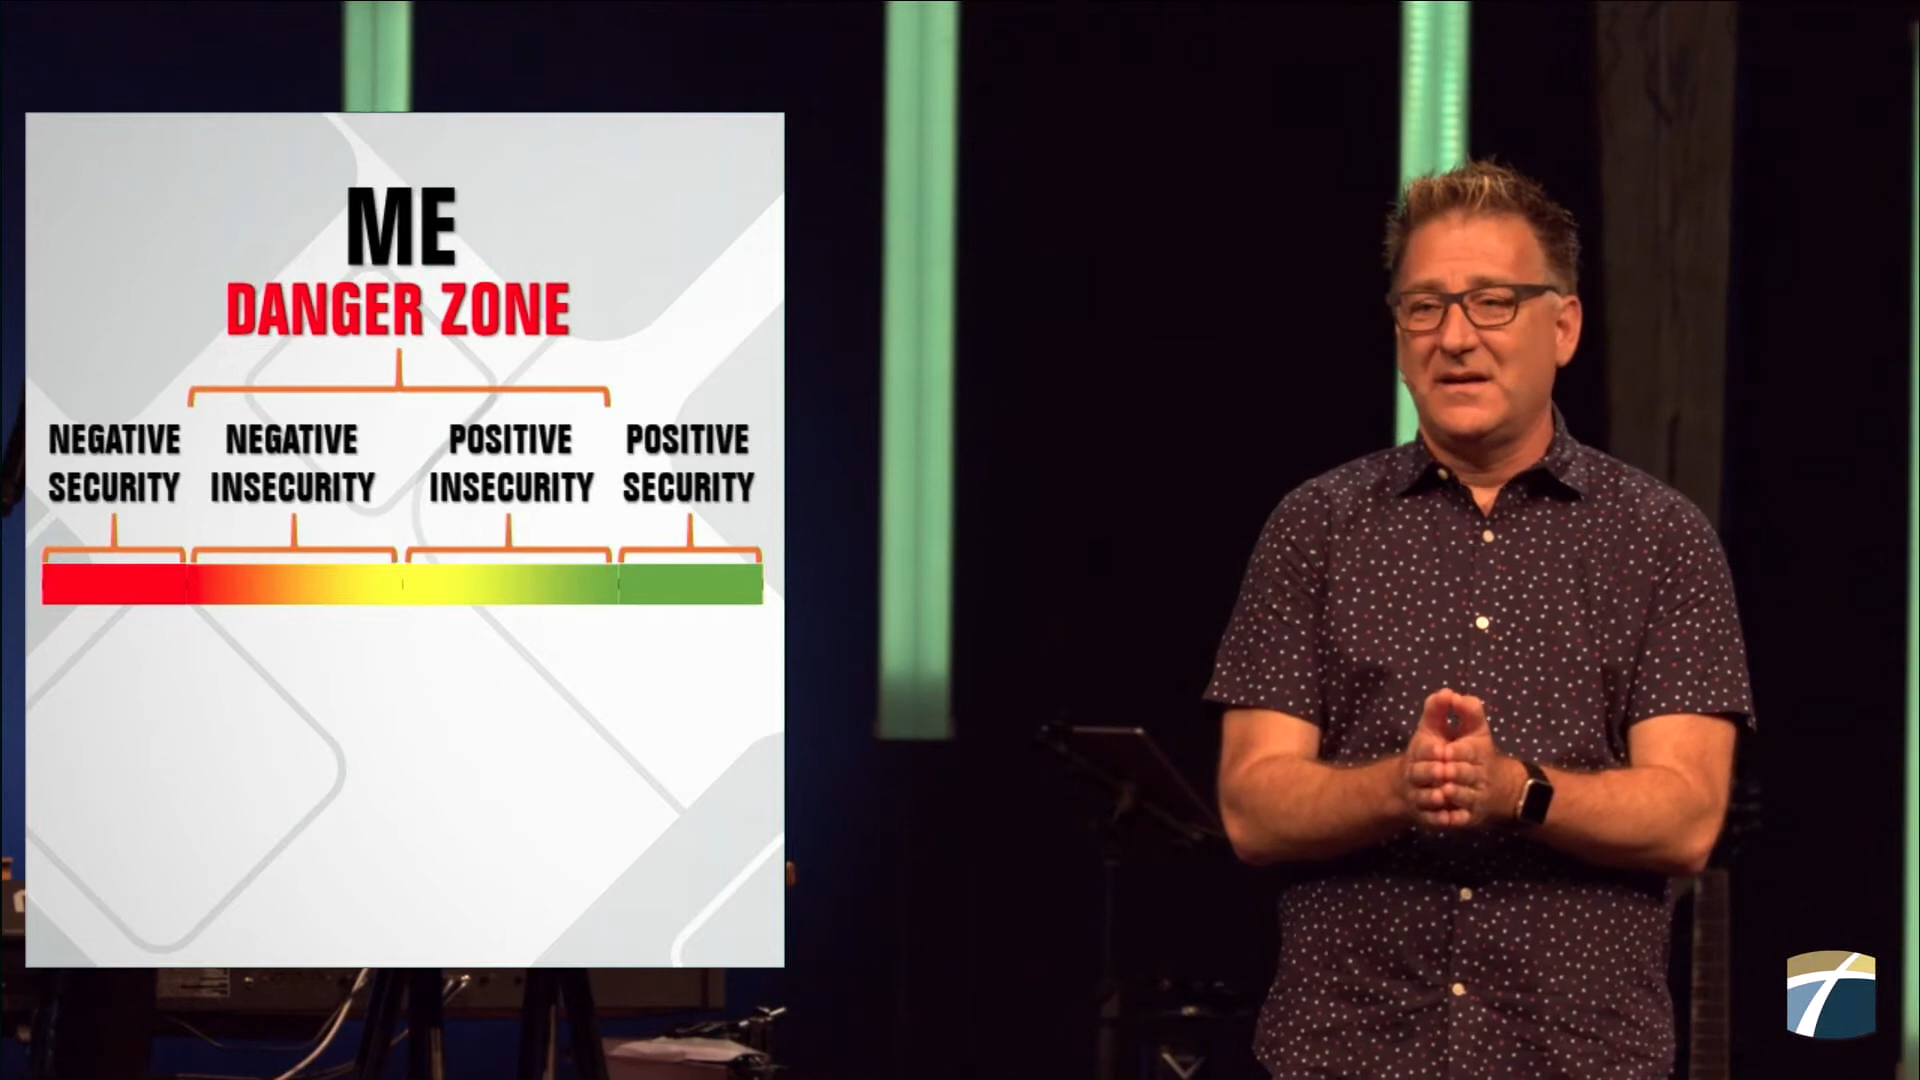 ME
DANGER ZONE
NEGATIVE SECURITY
NEGATIVE INSECURITY
POSITIVE INSECURITY
POSITIVE SECURITY